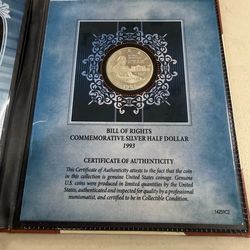 BILL OF RIGHTS
COMMEMORATIVE SILVER HALF DOLLAR
1993
CERTIFICATE OF AUTHENTICITY
This Certificate of Authenticity attests to the fact that the coin
in this collection is genuine United States coinage. Genuine
U.S. coins were produced in limited quantities by the United
States, authenticated and inspected for quality by a professional
numismatist, and certified to be in Collectible Condition.